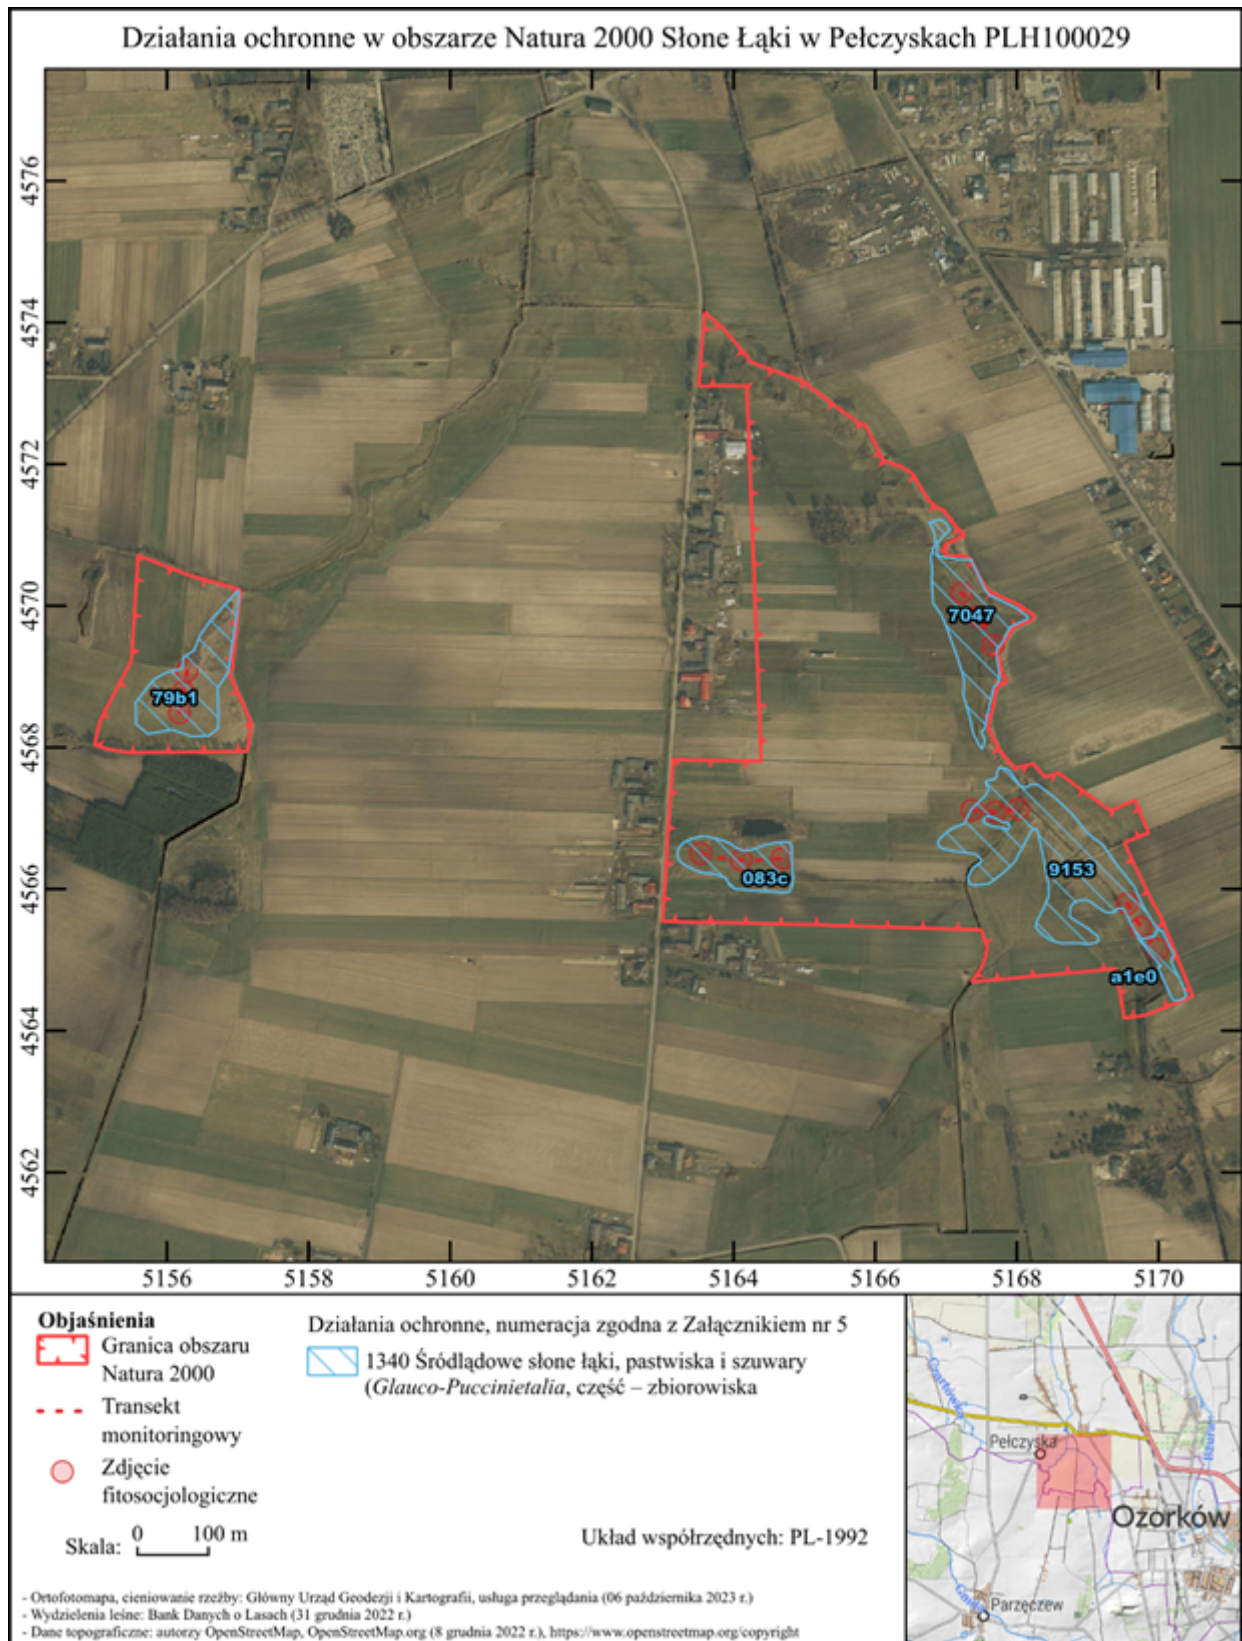 Działania ochronne w obszarze Natura 2000 Słone Łąki w Pełczyskach PLH100029
4576
4574
4572
4570
4568
4566
4564
4562
7047
79b1
083c
9153
a1e0
5156 5158 5160 5162 5164 5166 5168 5170
Objaśnienia
Granica obszaru
Natura 2000
Transekt
monitoringowy
Zdjęcie
fitosocjologiczne
Skala: 0 100 m
Działania ochronne, numeracja zgodna z Załącznikiem nr 5
1340 Śródlądowe słone łąki, pastwiska i szuwary
(Glauco-Puccinietalia, część – zbiorowiska
Układ współrzędnych: PL-1992
Czartówka
Pełczyska
Bzura
Ozorków
Gnida
Parzęczew
- Ortofotomapa, cieniowanie rzeźby: Główny Urząd Geodezji i Kartografii, usługa przeglądania (06 października 2023 r.)
- Wydzielenia leśne: Bank Danych o Lasach (31 grudnia 2022 r.)
- Dane topograficzne: autorzy OpenStreetMap, OpenStreetMap.org (8 grudnia 2022 r.), https://www.openstreetmap.org/copyright